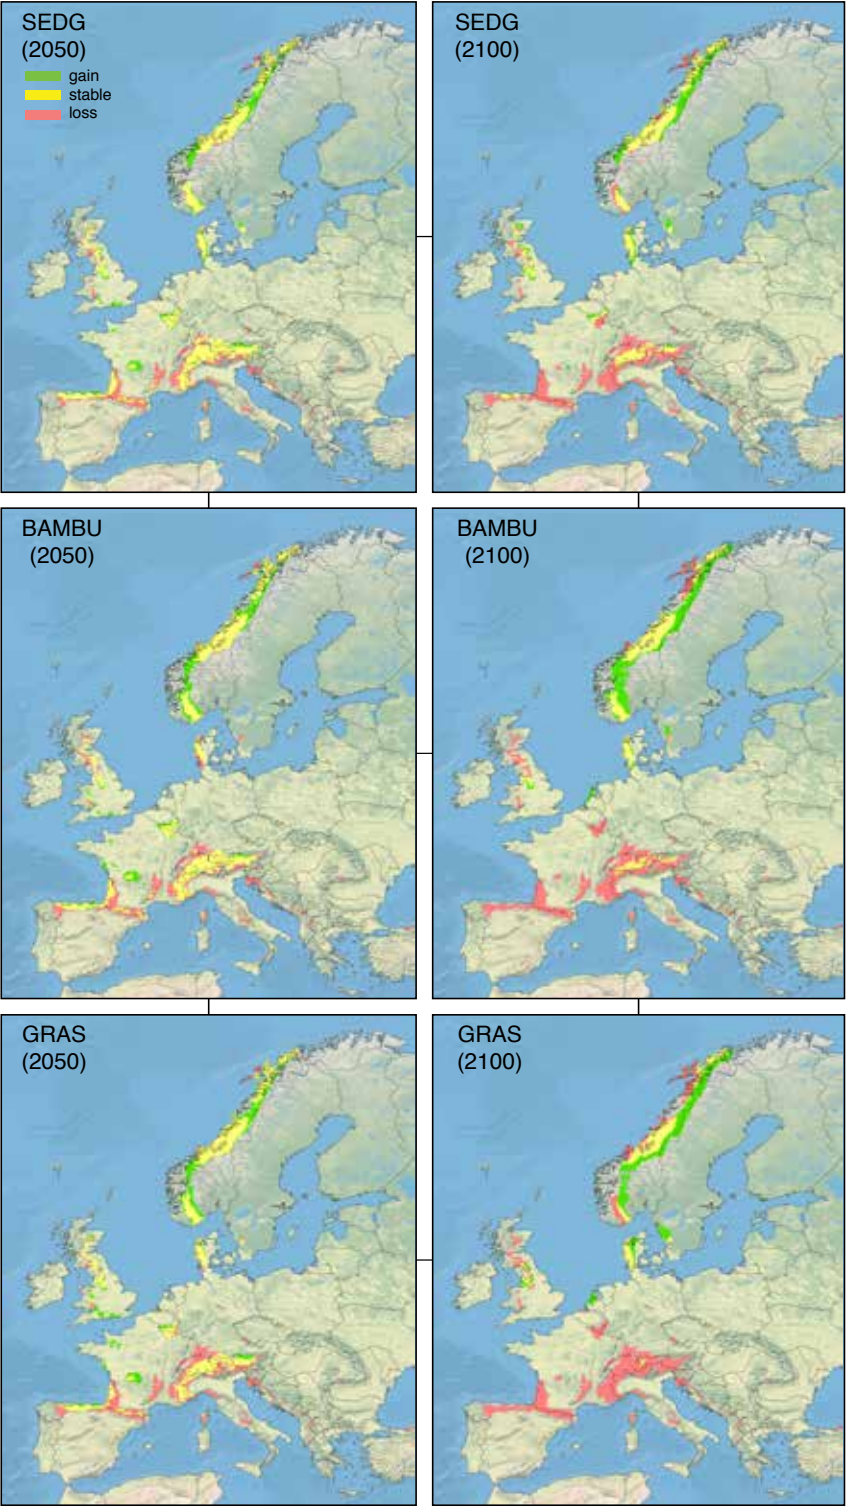 SEDG
(2050)
gain
stable
loss
SEDG
(2100)
BAMBU
(2050)
BAMBU
(2100)
GRAS
(2050)
GRAS
(2100)